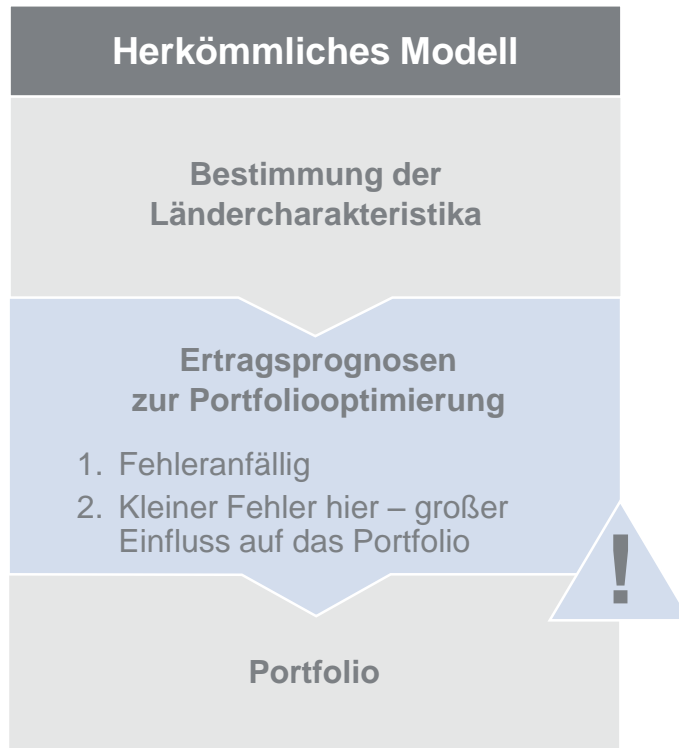 Herkömmliches Modell
Bestimmung der
Ländercharakteristika
Ertragsprognosen
zur Portfoliooptimierung
1. Fehleranfällig
2. Kleiner Fehler hier – großer
Einfluss auf das Portfolio
!
Portfolio